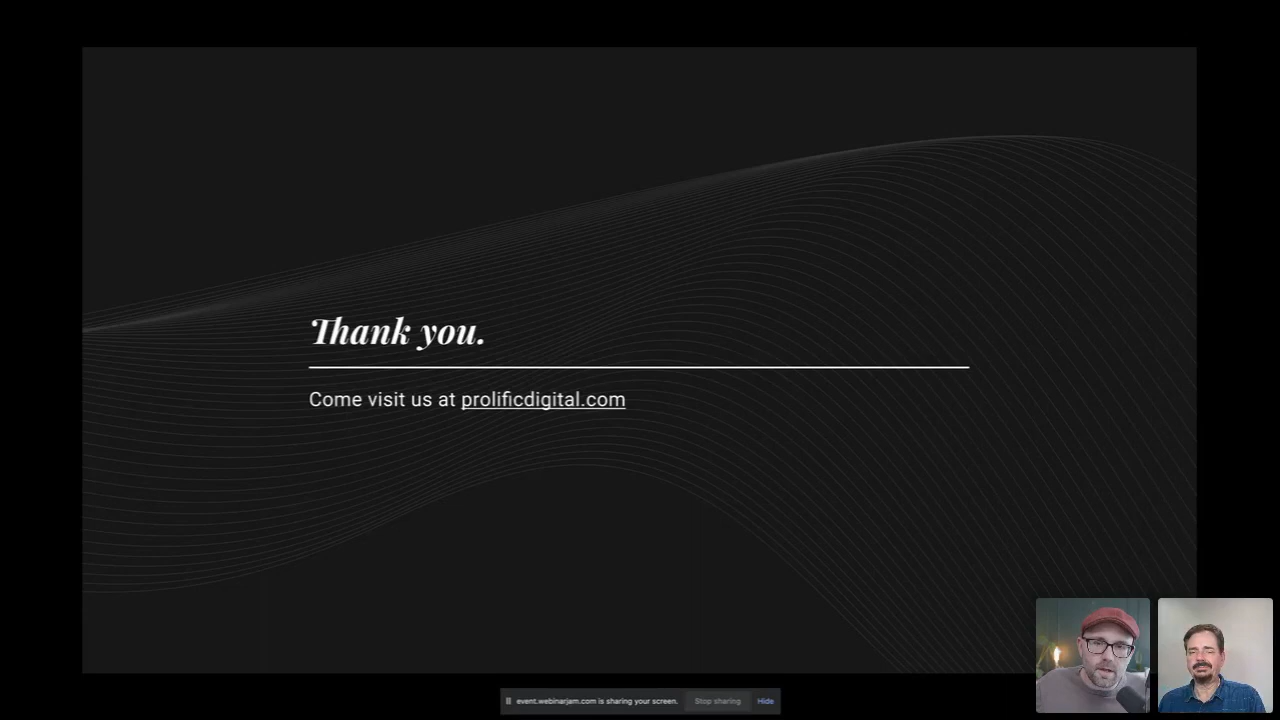 Thank you.
Come visit us at prolificdigital.com
event.webinarjam.com is sharing your screen. Stop sharing Hide